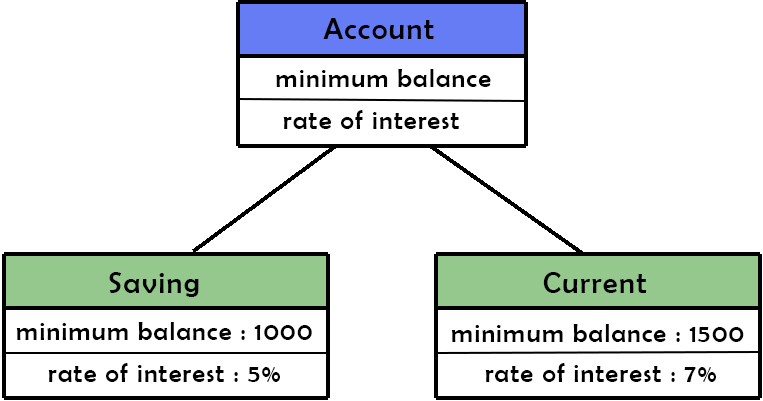 Account
minimum balance
rate of interest
Saving
minimum balance : 1000
rate of interest : 5%
Current
minimum balance : 1500
rate of interest : 7%